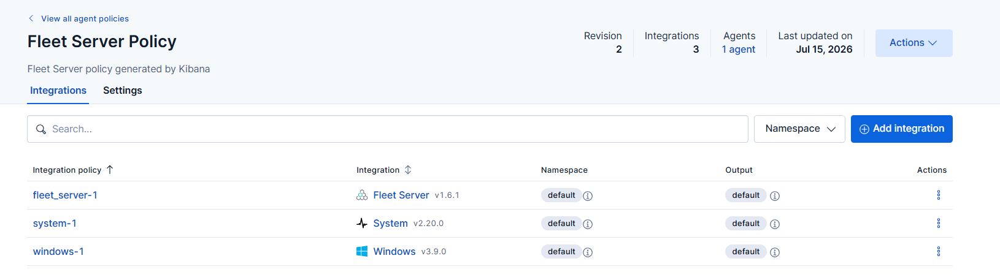 View all agent policies
Fleet Server Policy
Revision
2
Integrations
3
Agents
1 agent
Last updated on
Jul 15, 2026
Actions
Fleet Server policy generated by Kibana
Integrations Settings
Search...
Namespace
Add integration
Integration policy Integration Namespace Output Actions
fleet_server-1 Fleet Server v1.6.1 default default
system-1 System v2.20.0 default default
windows-1 Windows v3.9.0 default default